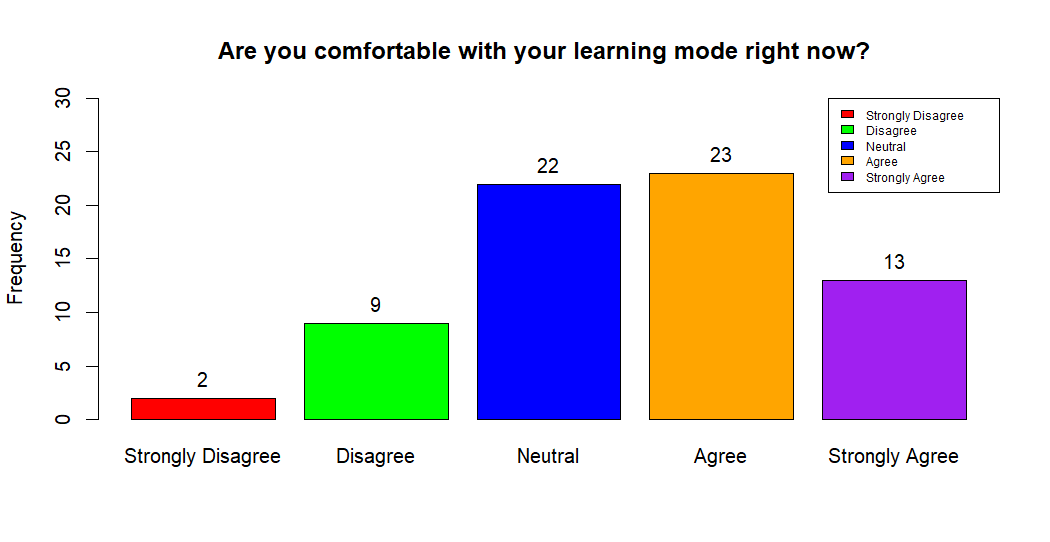 Are you comfortable with your learning mode right now?
Frequency
30
25
20
15
10
5
0
2
9
22
23
13
Strongly Disagree
Disagree
Neutral
Agree
Strongly Agree
Strongly Disagree
Disagree
Neutral
Agree
Strongly Agree